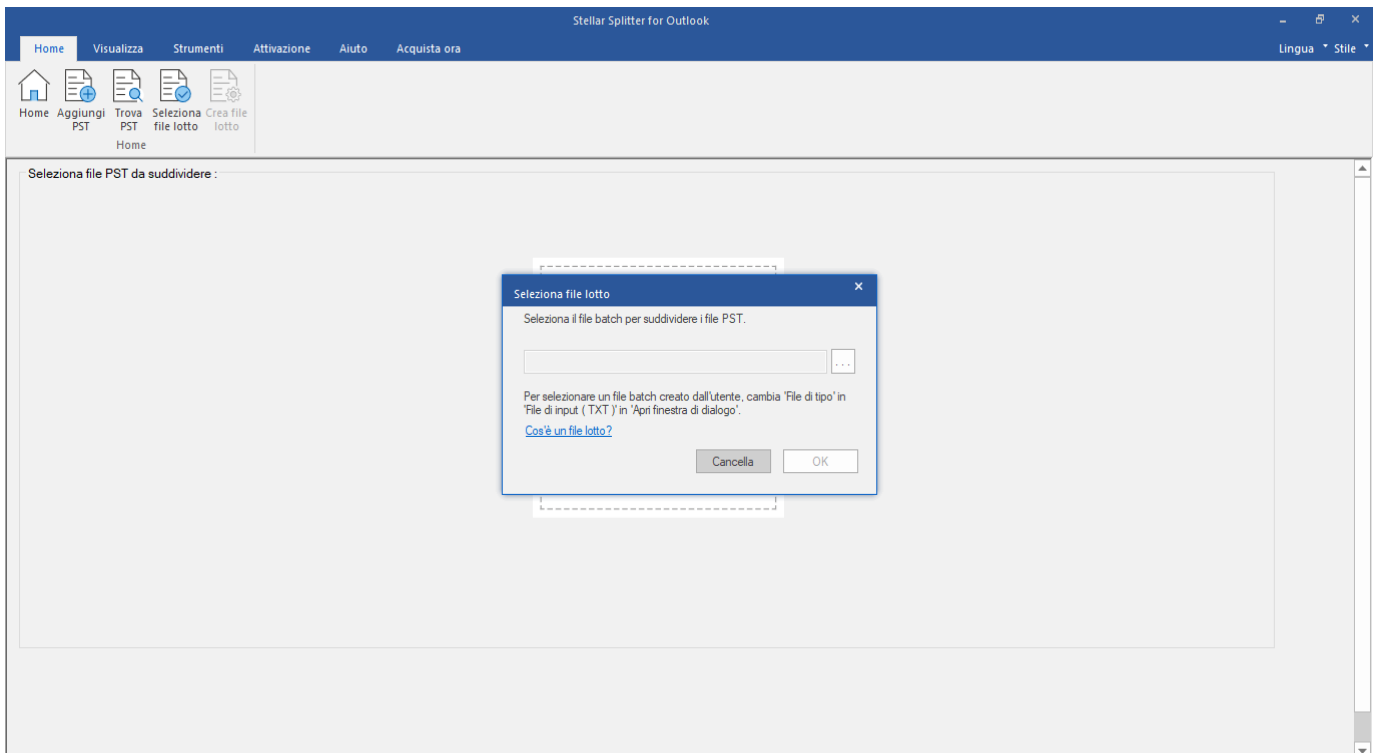 Stellar Splitter for Outlook
Home Visualizza Strumenti Attivazione Aiuto Acquista ora Lingua Stile
Home Aggiungi PST Trova PST Seleziona file lotto Crea file lotto
Home
Seleziona file PST da suddividere :
Seleziona file lotto
Seleziona il file batch per suddividere i file PST.
. . .
Per selezionare un file batch creato dall'utente, cambia 'File di tipo' in
'File di input ( TXT )' in 'Apri finestra di dialogo'.
Cos'è un file lotto?
Cancella OK